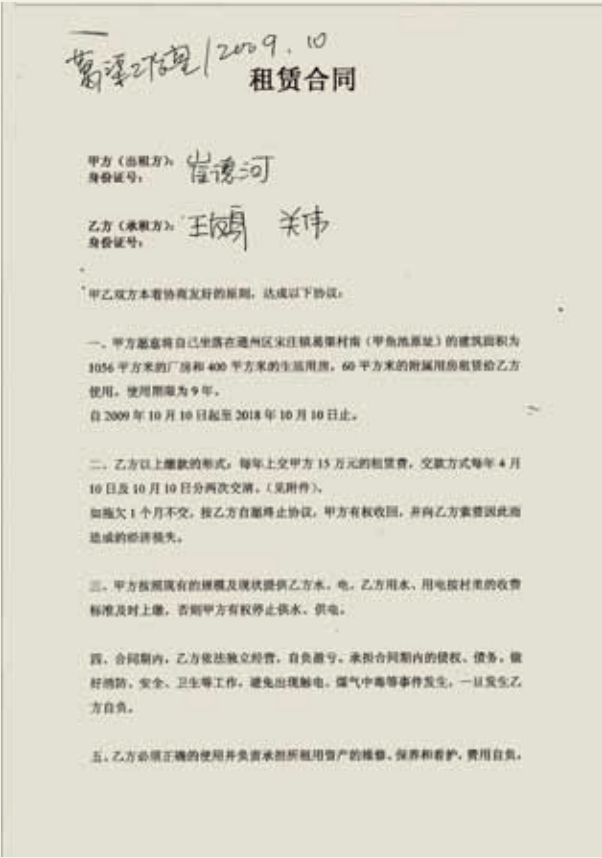 2009.10
租赁合同
甲方（出租方）： 崔德河
身份证号：
乙方（承租方）： 关伟
身份证号：
甲乙双方本着协商友好的原则，达成以下协议：
一、甲方愿意将自己坐落在通州区宋庄镇葛渠村南（甲鱼池原址）的建筑面积为
1056 平方米的厂房和 400 平方米的生活用房，60 平方米的附属用房租赁给乙方
使用，使用期限为 9 年。
自 2009 年 10 月 10 日起至 2018 年 10 月 10 日止。
二、乙方以上缴款的形式，每年上交甲方 15 万元的租赁费，交款方式每年 4 月
10 日及 10 月 10 日分两次交清。（见附件）。
如拖欠 1 个月不交，按乙方自愿终止协议，甲方有权收回，并向乙方索赔因此而
造成的经济损失。
三、甲方按照现有的规模及现状提供乙方水、电，乙方用水、用电按村里的收费
标准及时上缴，否则甲方有权停止供水、供电。
四、合同期内，乙方依法独立经营，自负盈亏，承担合同期内的债权、债务，做
好消防、安全、卫生等工作，避免出现触电、煤气中毒等事件发生，一旦发生乙
方自负。
五、乙方必须正确的使用并负责承担所租用资产的维修、保养和看护，费用自负。